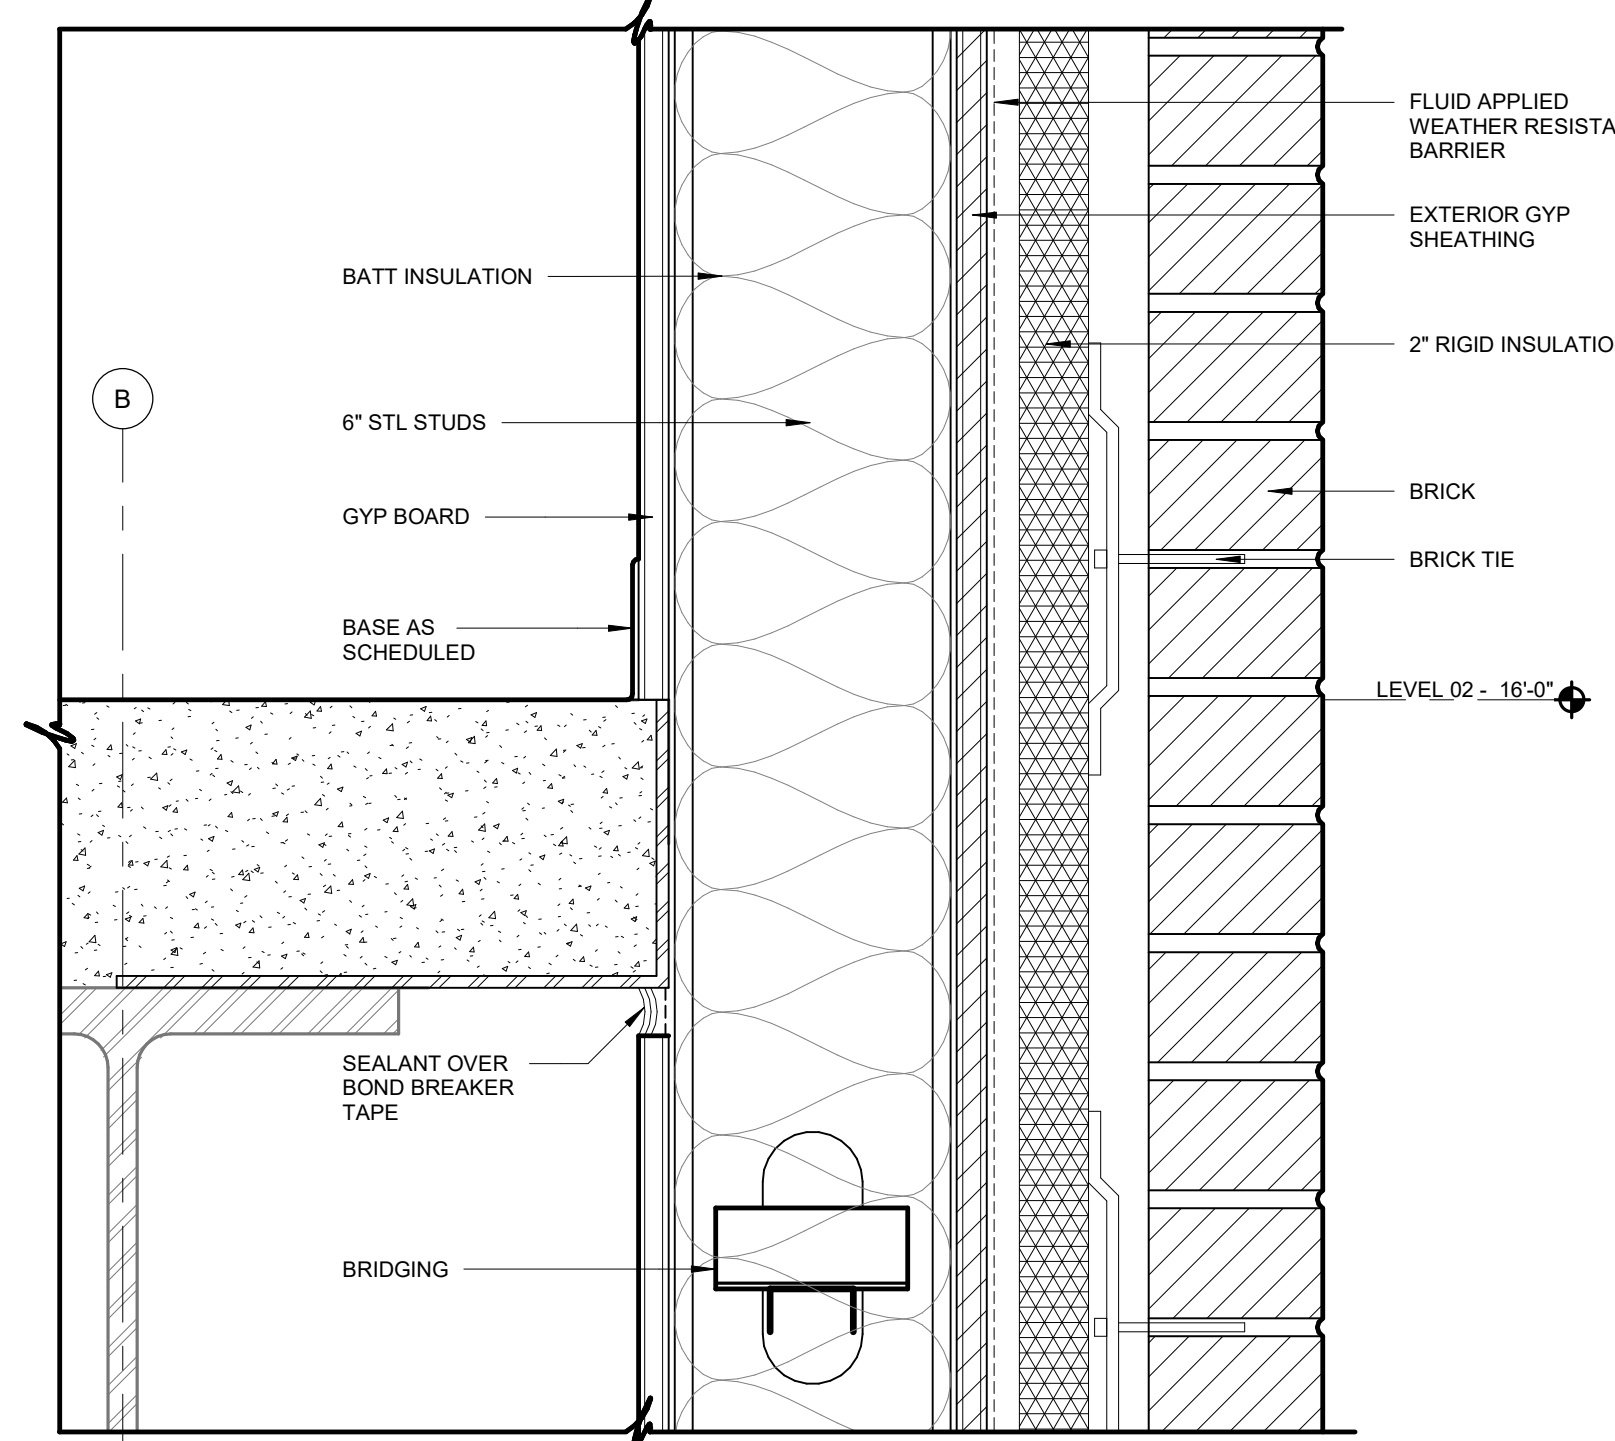 FLUID APPLIED
WEATHER RESISTA
BARRIER
EXTERIOR GYP
SHEATHING
BATT INSULATION
2" RIGID INSULATIO
B
6" STL STUDS
BRICK
GYP BOARD
BRICK TIE
BASE AS
SCHEDULED
LEVEL 02 - 16'-0"
SEALANT OVER
BOND BREAKER
TAPE
BRIDGING